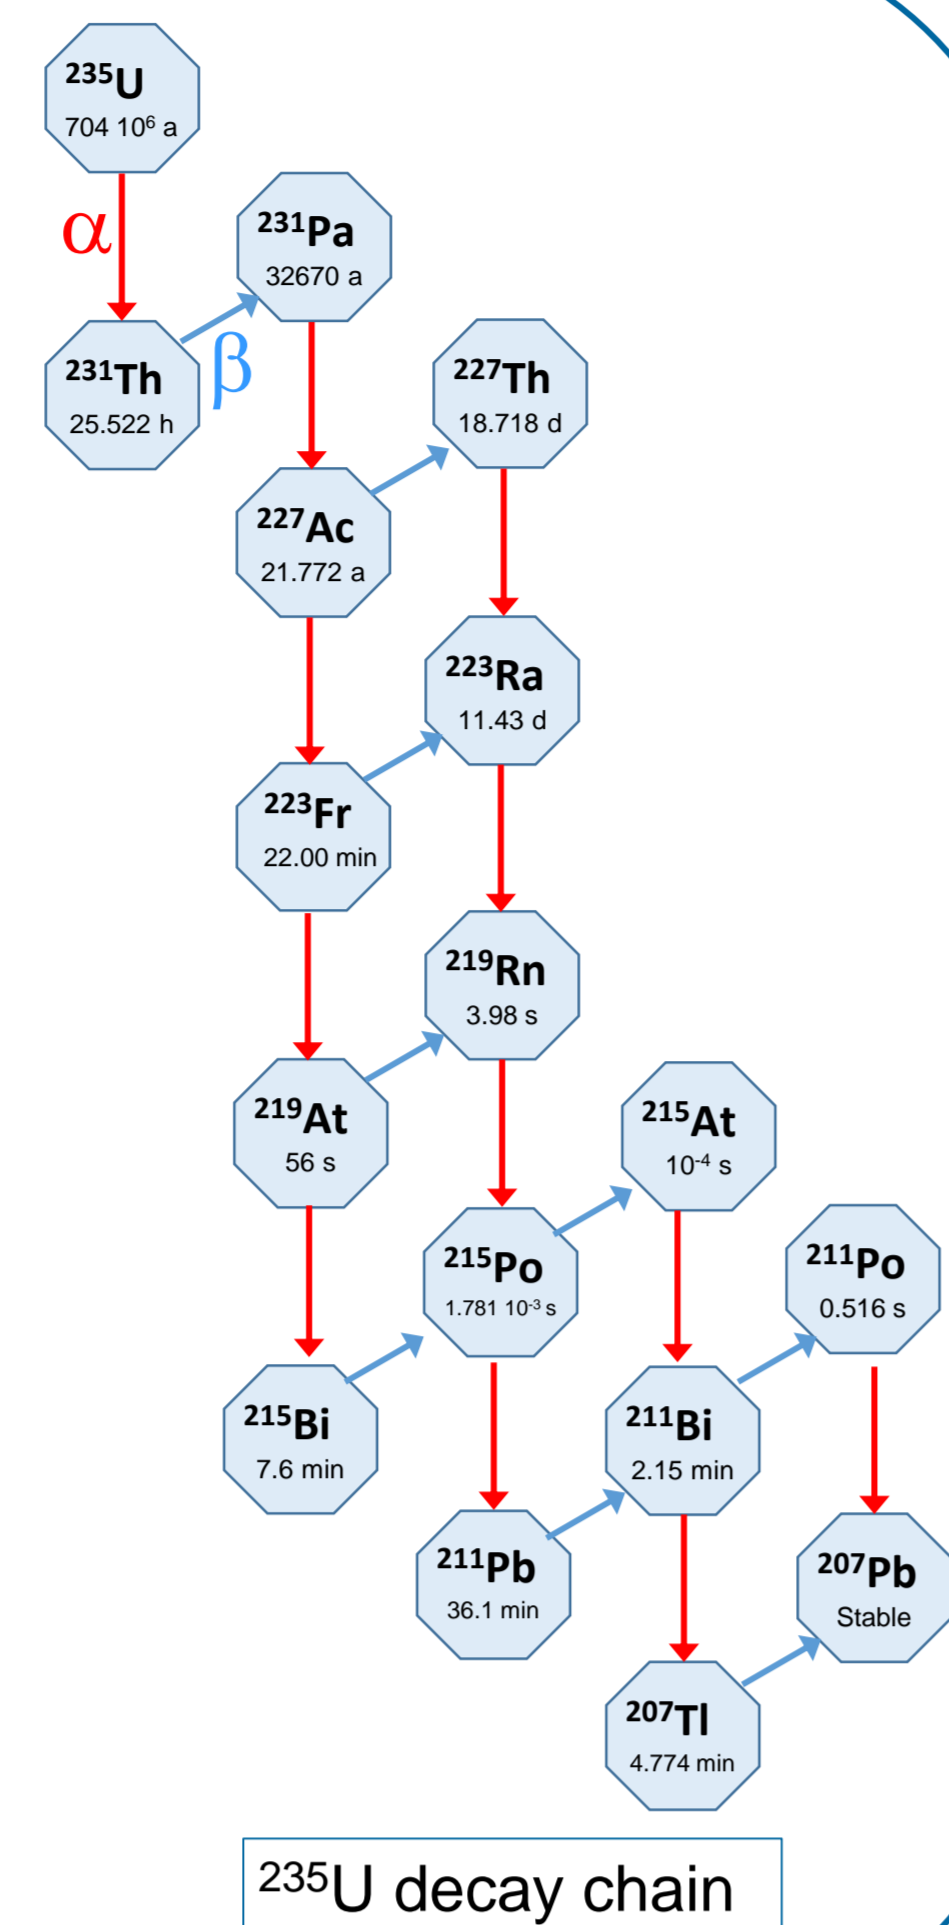 ²³⁵U
704 10⁶ a
α
²³¹Pa
32670 a
β
²³¹Th
25.522 h
²²⁷Th
18.718 d
²²⁷Ac
21.772 a
²²³Ra
11.43 d
²²³Fr
22.00 min
²¹⁹Rn
3.98 s
²¹⁹At
56 s
²¹⁵At
10⁻⁴ s
²¹⁵Po
1.781 10⁻³ s
²¹¹Po
0.516 s
²¹⁵Bi
7.6 min
²¹¹Bi
2.15 min
²¹¹Pb
36.1 min
²⁰⁷Pb
Stable
²⁰⁷Tl
4.774 min
²³⁵U decay chain